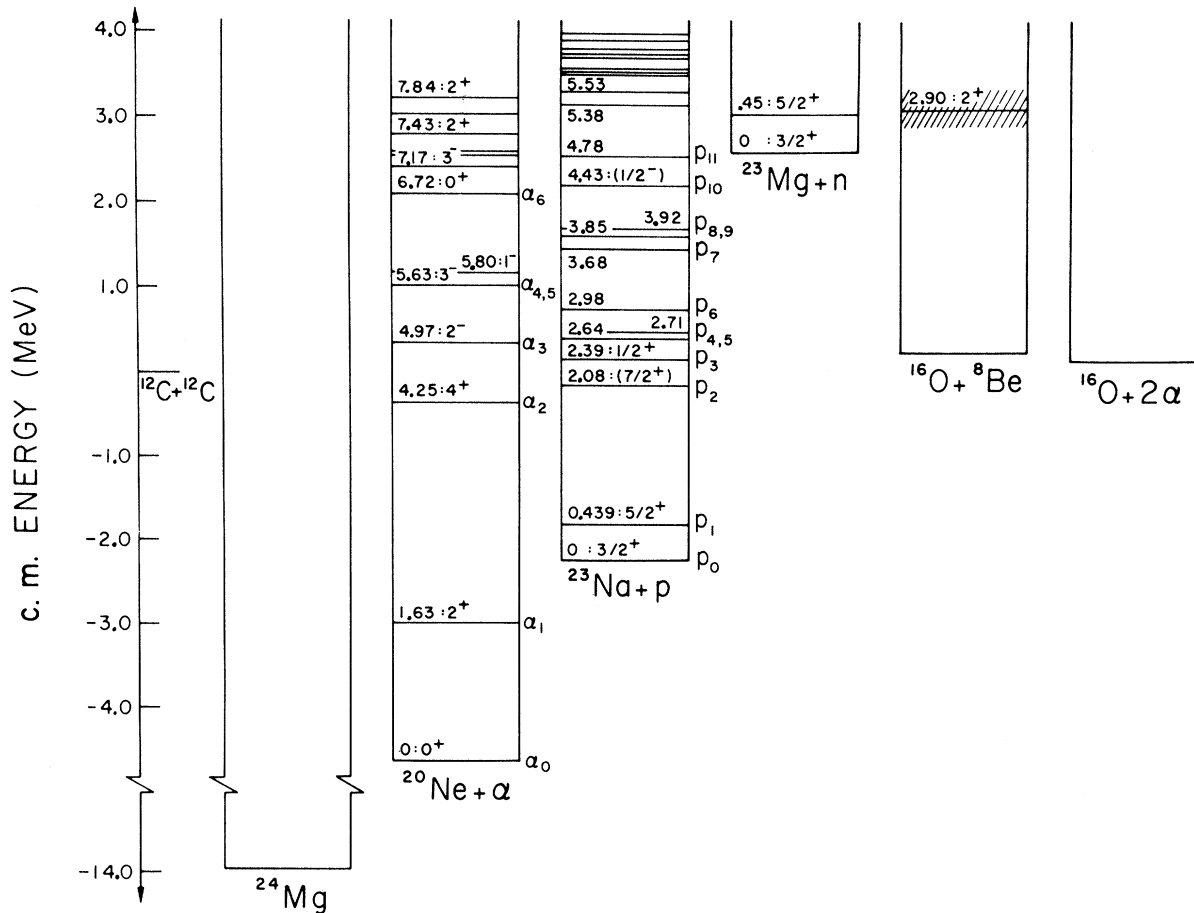 c. m. ENERGY (MeV)
4.0
3.0
2.0
1.0
-1.0
-2.0
-3.0
-4.0
-14.0
¹²C+¹²C
²⁴Mg
7.84:2⁺
7.43:2⁺
7.17:3⁻
6.72:0⁺
α₆
5.80:1⁻
5.63:3⁻
α₄,₅
4.97:2⁻
α₃
4.25:4⁺
α₂
1.63:2⁺
α₁
0:0⁺
α₀
²⁰Ne+α
5.53
5.38
4.78
p₁₁
4.43:(1/2⁻)
p₁₀
3.92
3.85
p₈,₉
p₇
3.68
2.98
p₆
2.71
2.64
p₄,₅
2.39:1/2⁺
p₃
2.08:(7/2⁺)
p₂
0.439:5/2⁺
p₁
0 :3/2⁺
p₀
²³Na+p
.45:5/2⁺
0 :3/2⁺
²³Mg+n
2.90:2⁺
¹⁶O+⁸Be
¹⁶O+2α